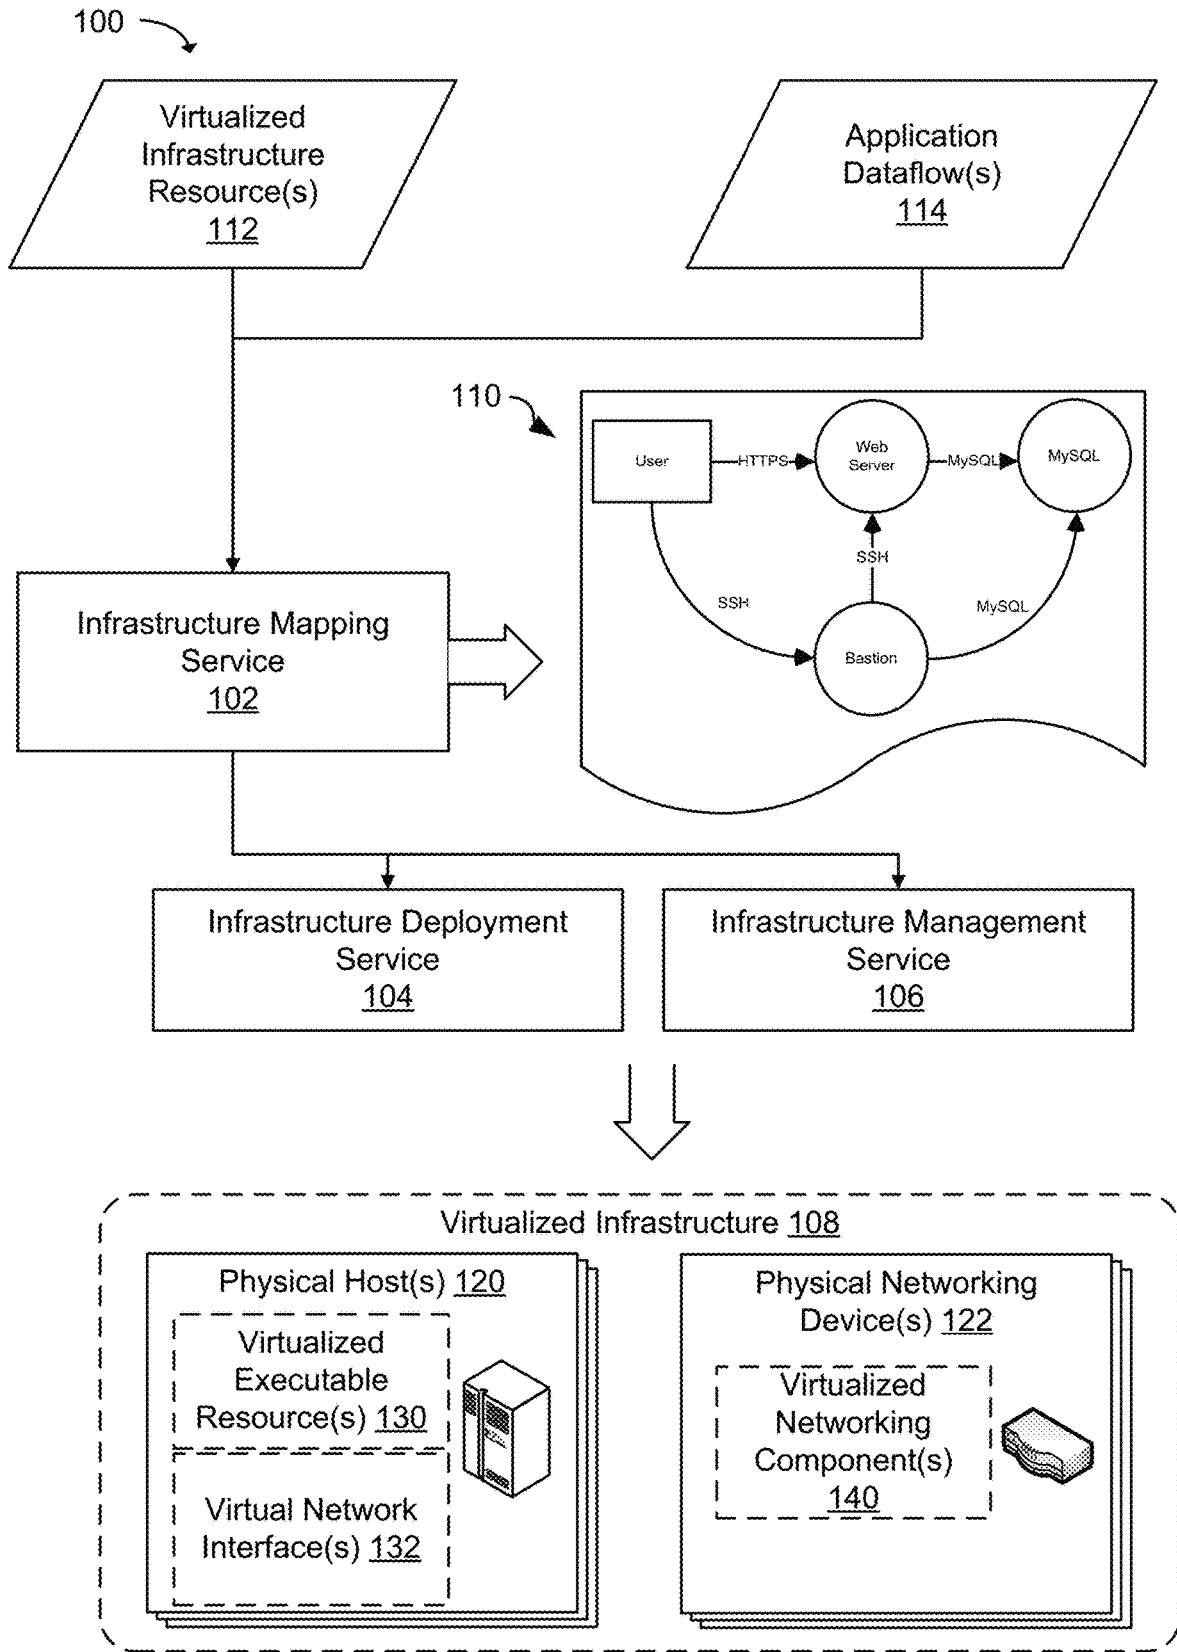 100
Virtualized
Infrastructure
Resource(s)
112
Application
Dataflow(s)
114
110
User
HTTPS
Web
Server
MySQL
MySQL
SSH
SSH
MySQL
Bastion
Infrastructure Mapping
Service
102
Infrastructure Deployment
Service
104
Infrastructure Management
Service
106
Virtualized Infrastructure 108
Physical Host(s) 120
Virtualized
Executable
Resource(s) 130
Virtual Network
Interface(s) 132
Physical Networking
Device(s) 122
Virtualized
Networking
Component(s)
140